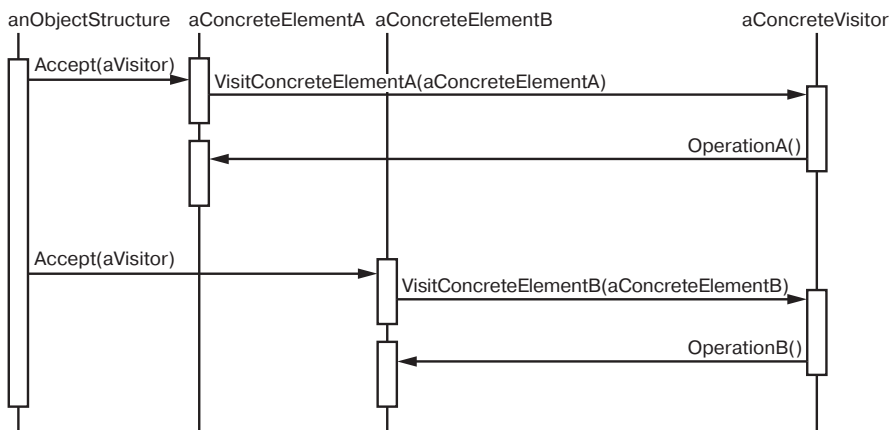 anObjectStructure aConcreteElementA aConcreteElementB aConcreteVisitor
Accept(aVisitor)
VisitConcreteElementA(aConcreteElementA)
OperationA()
Accept(aVisitor)
VisitConcreteElementB(aConcreteElementB)
OperationB()